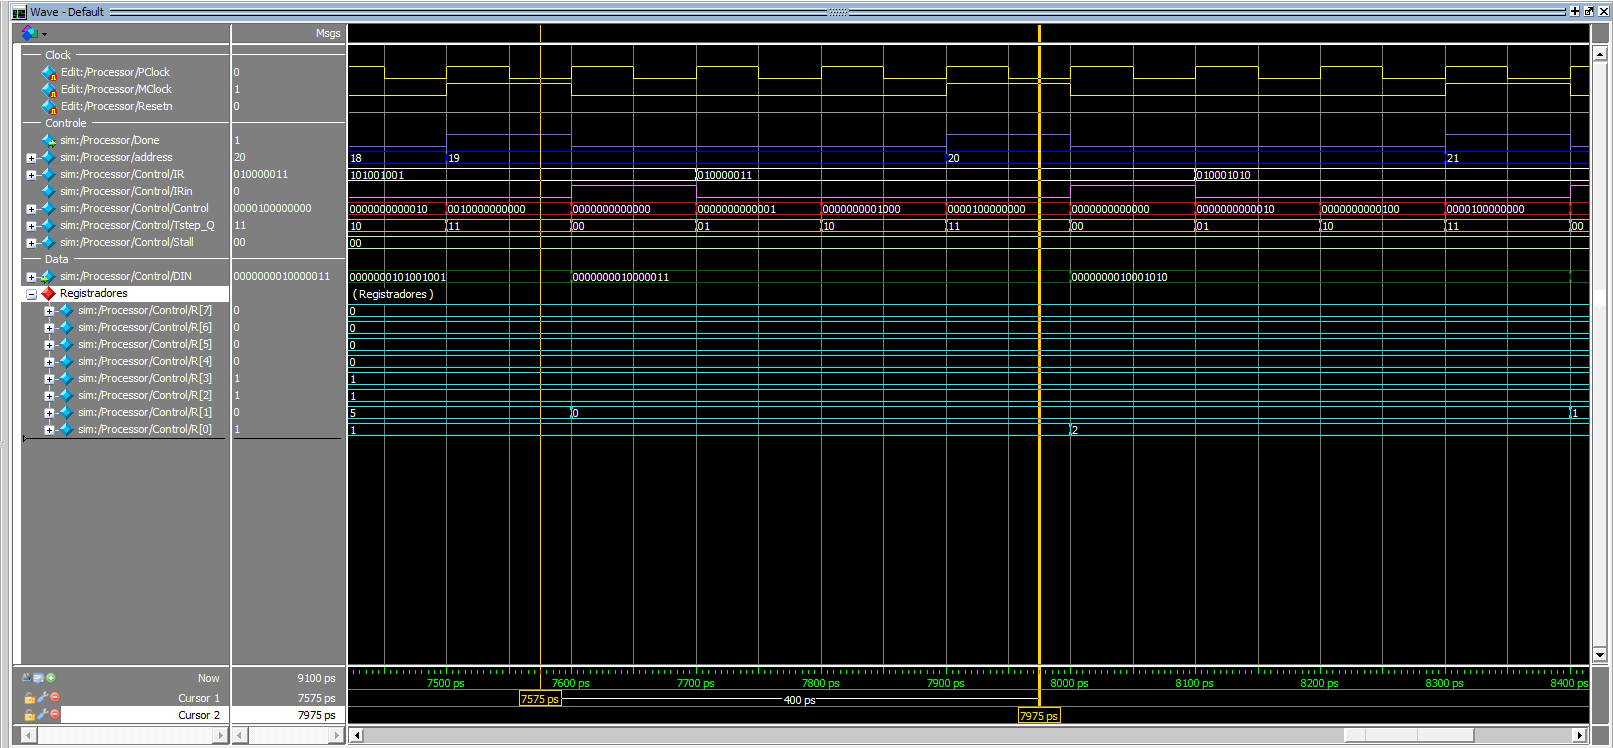 Wave - Default
Msgs
Clock
Edit:/Processor/PClock 0
Edit:/Processor/MClock 1
Edit:/Processor/Resetn 0
Controle
sim:/Processor/Done 1
sim:/Processor/address 20 18 19 20 21
sim:/Processor/Control/IR 010000011 101001001 010000011 010001010
sim:/Processor/Control/IRin 0
sim:/Processor/Control/Control 0000100000000 0000000000010 0010000000000 0000000000000 0000000000001 0000000001000 0000100000000 0000000000000 0000000000010 0000000000100 0000100000000
sim:/Processor/Control/Tstep_Q 11 10 11 00 01 10 11 00 01 10 11 00
sim:/Processor/Control/Stall 00 00
Data
sim:/Processor/Control/DIN 0000000010000011 0000000101001001 0000000010000011 0000000010001010
Registradores ( Registradores )
sim:/Processor/Control/R[7] 0 0
sim:/Processor/Control/R[6] 0 0
sim:/Processor/Control/R[5] 0 0
sim:/Processor/Control/R[4] 0 0
sim:/Processor/Control/R[3] 1 1
sim:/Processor/Control/R[2] 1 1
sim:/Processor/Control/R[1] 0 5 0 1
sim:/Processor/Control/R[0] 1 1 2
Now 9100 ps 7500 ps 7600 ps 7700 ps 7800 ps 7900 ps 8000 ps 8100 ps 8200 ps 8300 ps 8400 ps
Cursor 1 7575 ps 7575 ps 400 ps
Cursor 2 7975 ps 7975 ps